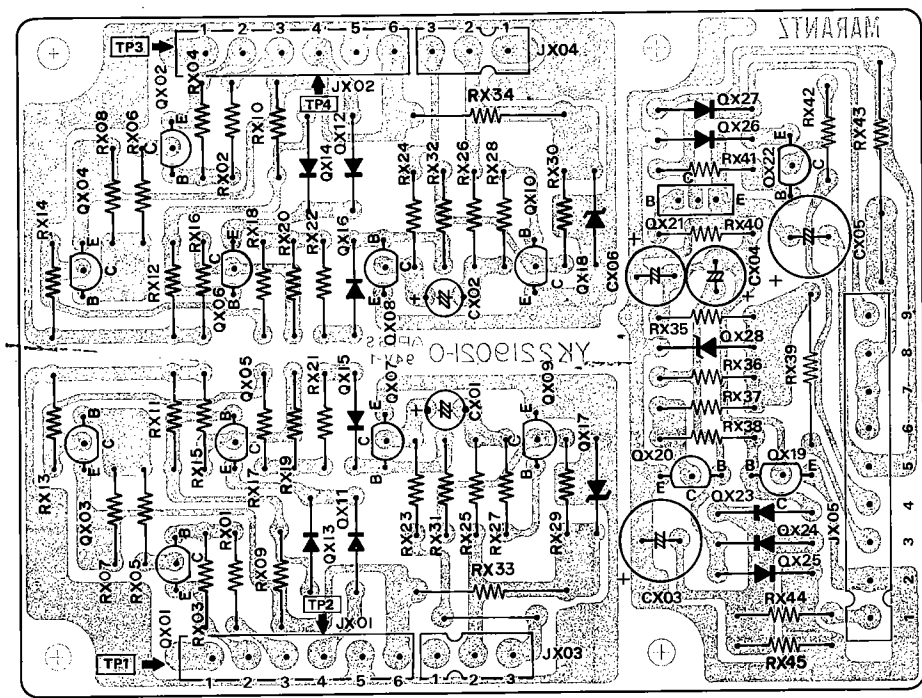 1 2 3 4 5 6
3 2 1
JX04
MARANTZ
TP3
JX02
TP4
QX02
RX04
RX10
RX34
QX27
QX26
RX41
RX42
RX43
E
C
B
QX22
E
C
B
RX08
RX06
RX02
QX14
QX12
RX24
RX32
RX26
RX28
QX10
RX30
B
C
E
QX21
RX40
RX14
QX04
RX12
RX16
QX06
RX18
RX20
RX22
QX16
QX08
CX02
QX18
CX06
CX04
CX05
E
C
B
E
C
B
B
C
E
B
C
E
+
+
+
+
RX35
QX28
RX36
RX37
RX38
RX39
YK2219021-0
94V-1
9
8
7
6
5
4
3
2
1
JX05
RX13
QX03
RX11
RX15
QX05
RX17
RX19
RX21
QX15
QX07
CX01
QX09
QX17
B
C
E
B
C
E
E
C
B
E
C
B
+
QX20
E
C
B
QX19
B
C
E
QX23
QX24
QX25
CX03
+
RX07
RX05
QX01
RX03
RX01
RX09
QX13
QX11
RX23
RX31
RX25
RX27
RX29
RX33
B
C
E
RX44
RX45
TP2
JX01
TP1
JX03
1 2 3 4 5 6
1 2 3